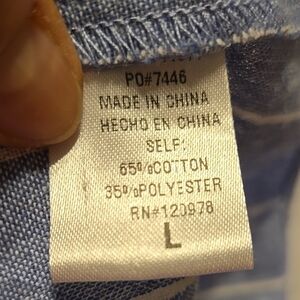 PO#7446
MADE IN CHINA
HECHO EN CHINA
SELF:
65%COTTON
35%POLYESTER
RN#120978
L